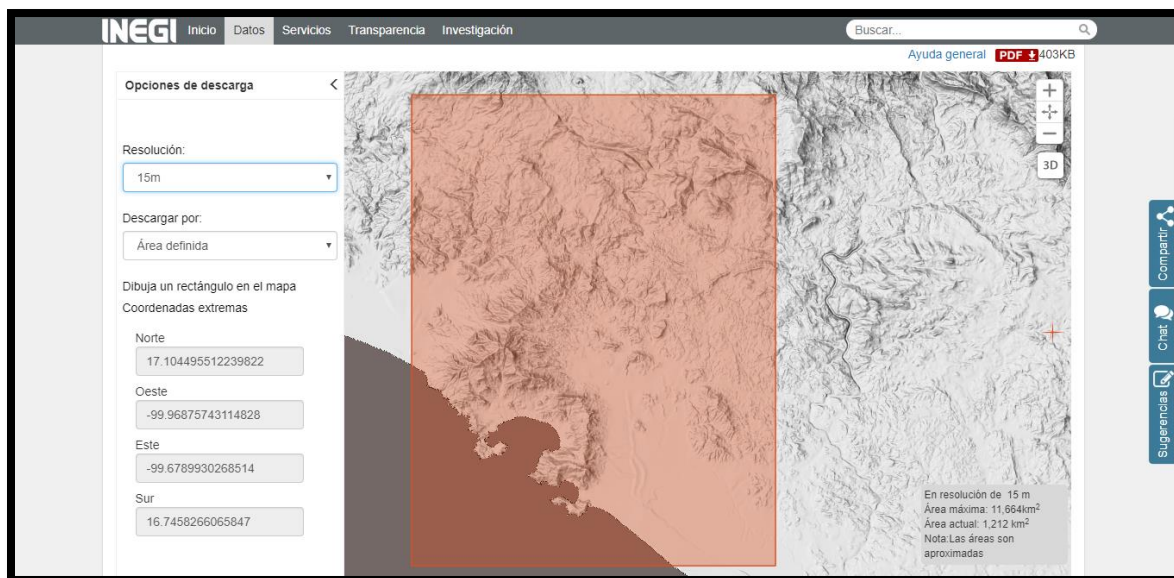 INEGI Inicio Datos Servicios Transparencia Investigación Buscar...
Ayuda general PDF 403KB
Opciones de descarga
Resolución:
15m
Descargar por:
Área definida
Dibuja un rectángulo en el mapa
Coordenadas extremas
Norte
17.104495512239822
Oeste
-99.96875743114828
Este
-99.6789930268514
Sur
16.7458266065847
3D
En resolución de 15 m
Área máxima: 11,664km²
Área actual: 1,212 km²
Nota:Las áreas son
aproximadas
Compartir
Chat
Sugerencias